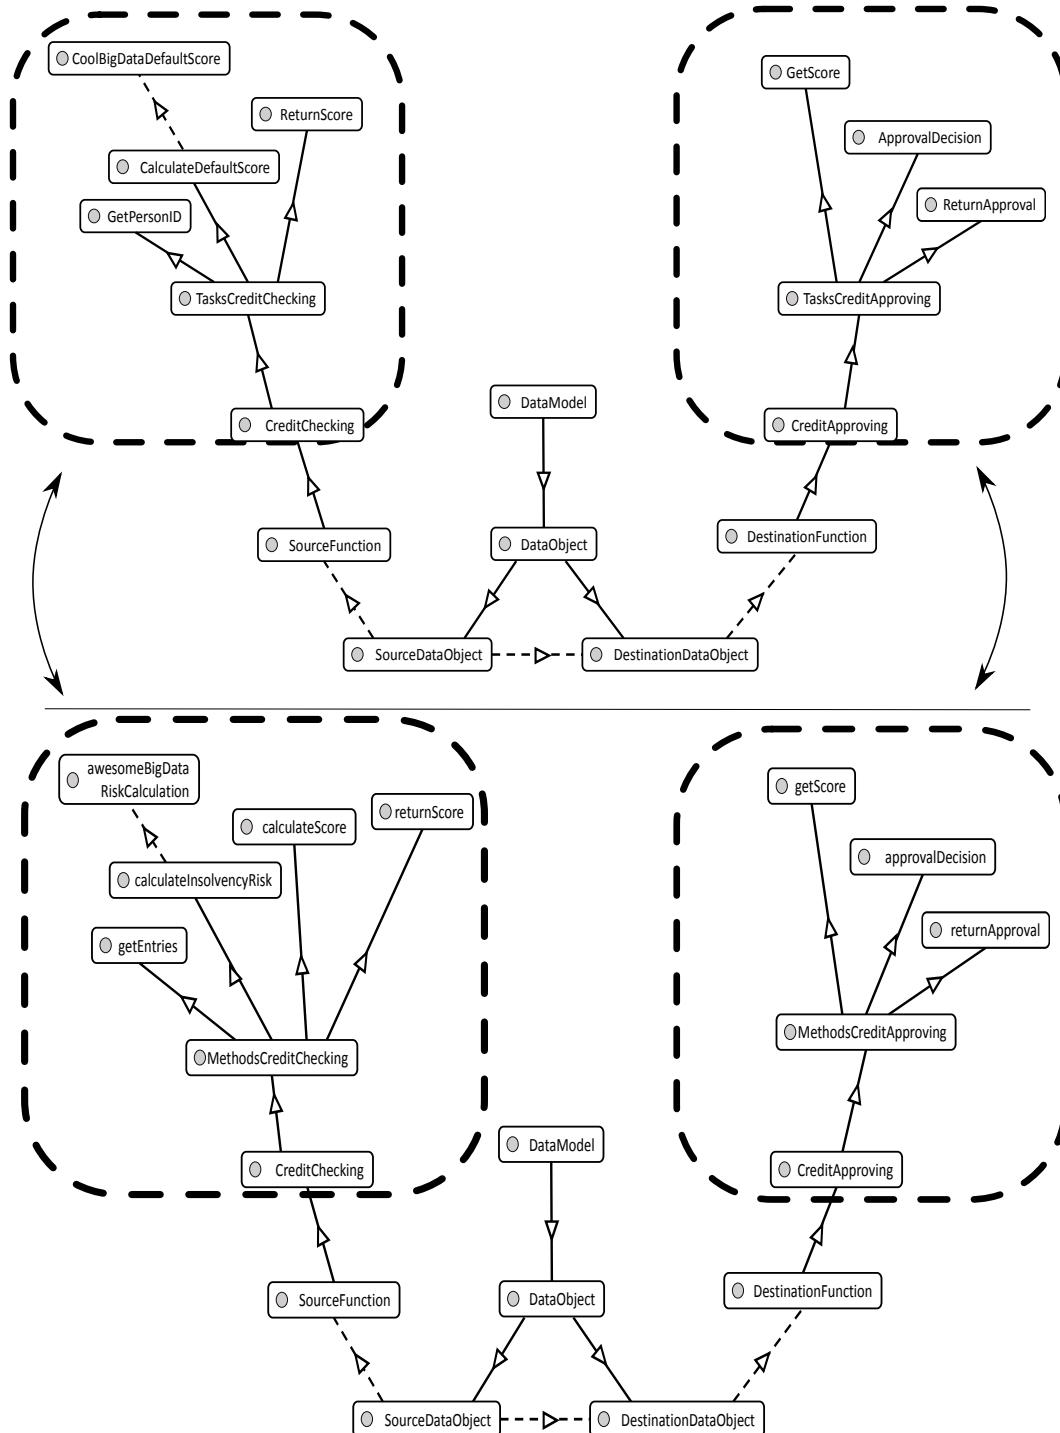 CoolBigDataDefaultScore
GetScore
ReturnScore
ApprovalDecision
CalculateDefaultScore
GetPersonID
ReturnApproval
TasksCreditChecking
TasksCreditApproving
DataModel
CreditChecking
CreditApproving
SourceFunction
DataObject
DestinationFunction
SourceDataObject
DestinationDataObject
awesomeBigData
RiskCalculation
getScore
returnScore
calculateScore
approvalDecision
calculateInsolvencyRisk
getEntries
returnApproval
MethodsCreditChecking
MethodsCreditApproving
DataModel
CreditChecking
CreditApproving
SourceFunction
DataObject
DestinationFunction
SourceDataObject
DestinationDataObject